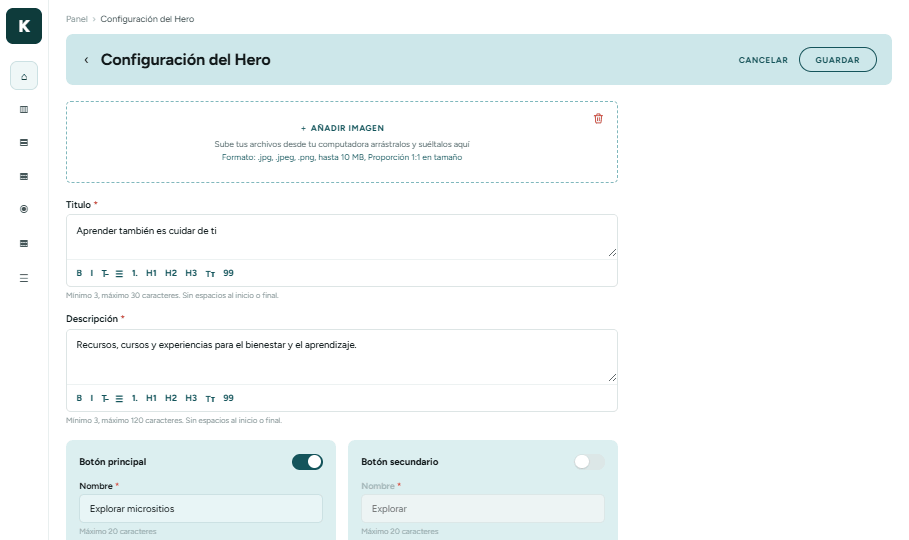 K
Panel › Configuración del Hero
‹ Configuración del Hero
CANCELAR
GUARDAR
+ AÑADIR IMAGEN
Sube tus archivos desde tu computadora arrástralos y suéltalos aquí
Formato: .jpg, .jpeg, .png, hasta 10 MB, Proporción 1:1 en tamaño
Titulo *
Aprender también es cuidar de ti
B I T ☰ 1. H1 H2 H3 Tт 99
Mínimo 3, máximo 30 caracteres. Sin espacios al inicio o final.
Descripción *
Recursos, cursos y experiencias para el bienestar y el aprendizaje.
B I T ☰ 1. H1 H2 H3 Tт 99
Mínimo 3, máximo 120 caracteres. Sin espacios al inicio o final.
Botón principal
Nombre *
Explorar micrositios
Máximo 20 caracteres
Botón secundario
Nombre *
Explorar
Máximo 20 caracteres